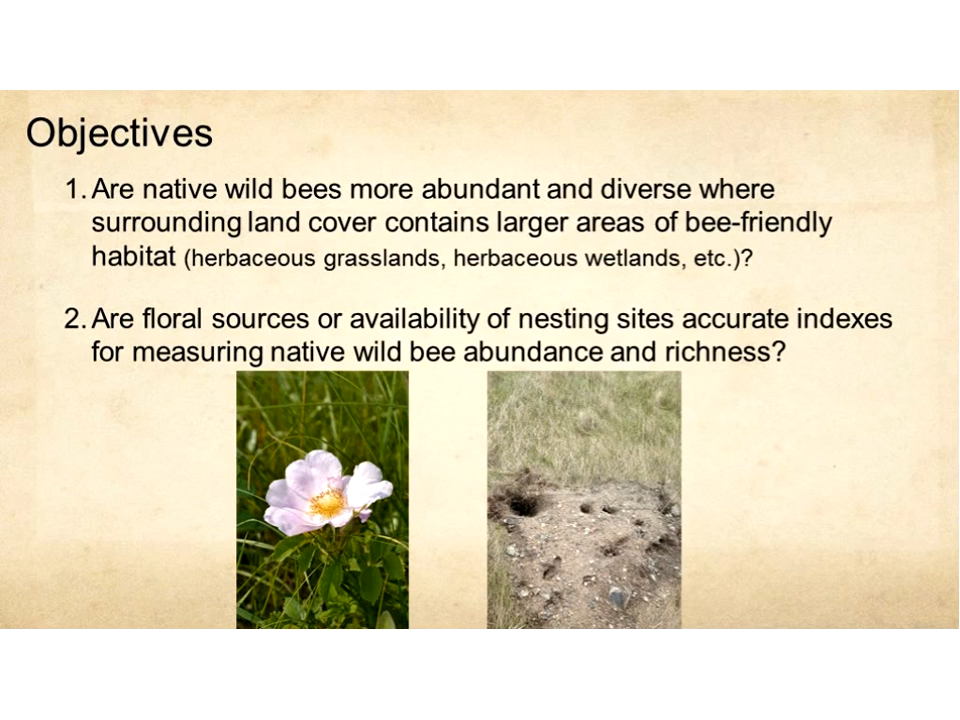 Objectives
1. Are native wild bees more abundant and diverse where
surrounding land cover contains larger areas of bee-friendly
habitat (herbaceous grasslands, herbaceous wetlands, etc.)?
2. Are floral sources or availability of nesting sites accurate indexes
for measuring native wild bee abundance and richness?